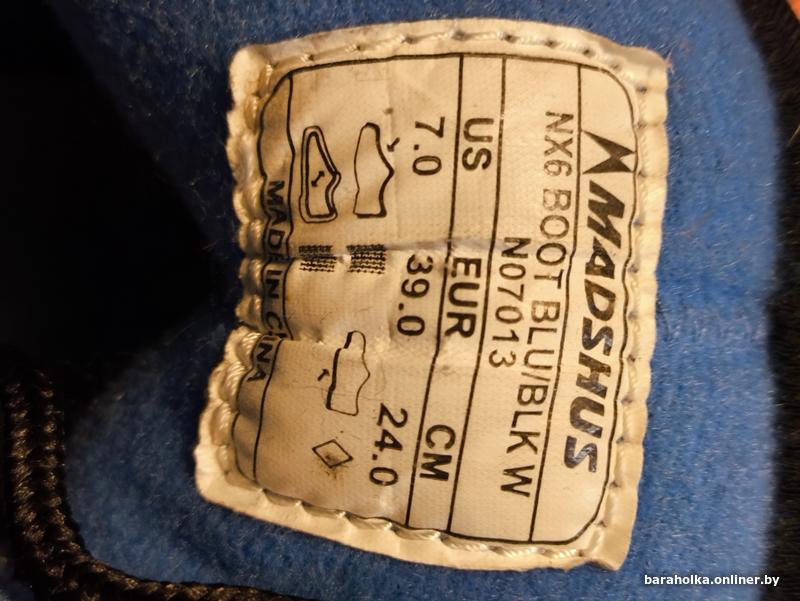 MADSHUS
NX6 BOOT BLU/BLK W
N07013
US EUR CM
7.0 39.0 24.0
MADE IN CHINA
baraholka.onliner.by